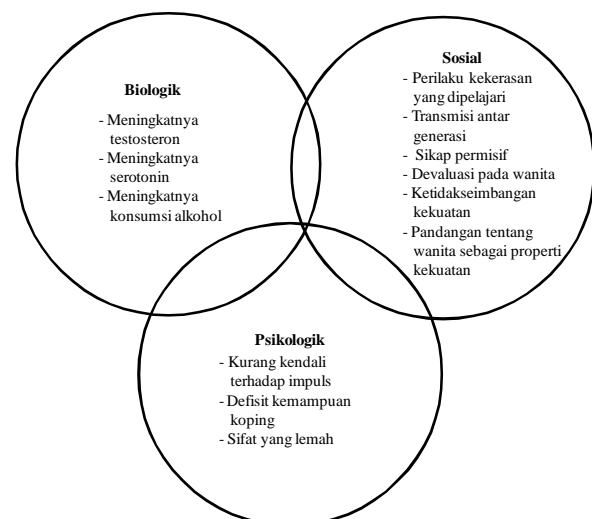 Biologik
- Meningkatnya
testosteron
- Meningkatnya
serotonin
- Meningkatnya
konsumsi alkohol
Sosial
- Perilaku kekerasan
yang dipelajari
- Transmisi antar
generasi
- Sikap permisif
- Devaluasi pada wanita
- Ketidakseimbangan
kekuatan
- Pandangan tentang
wanita sebagai properti
kekuatan
Psikologik
- Kurang kendali
terhadap impuls
- Defisit kemampuan
koping
- Sifat yang lemah